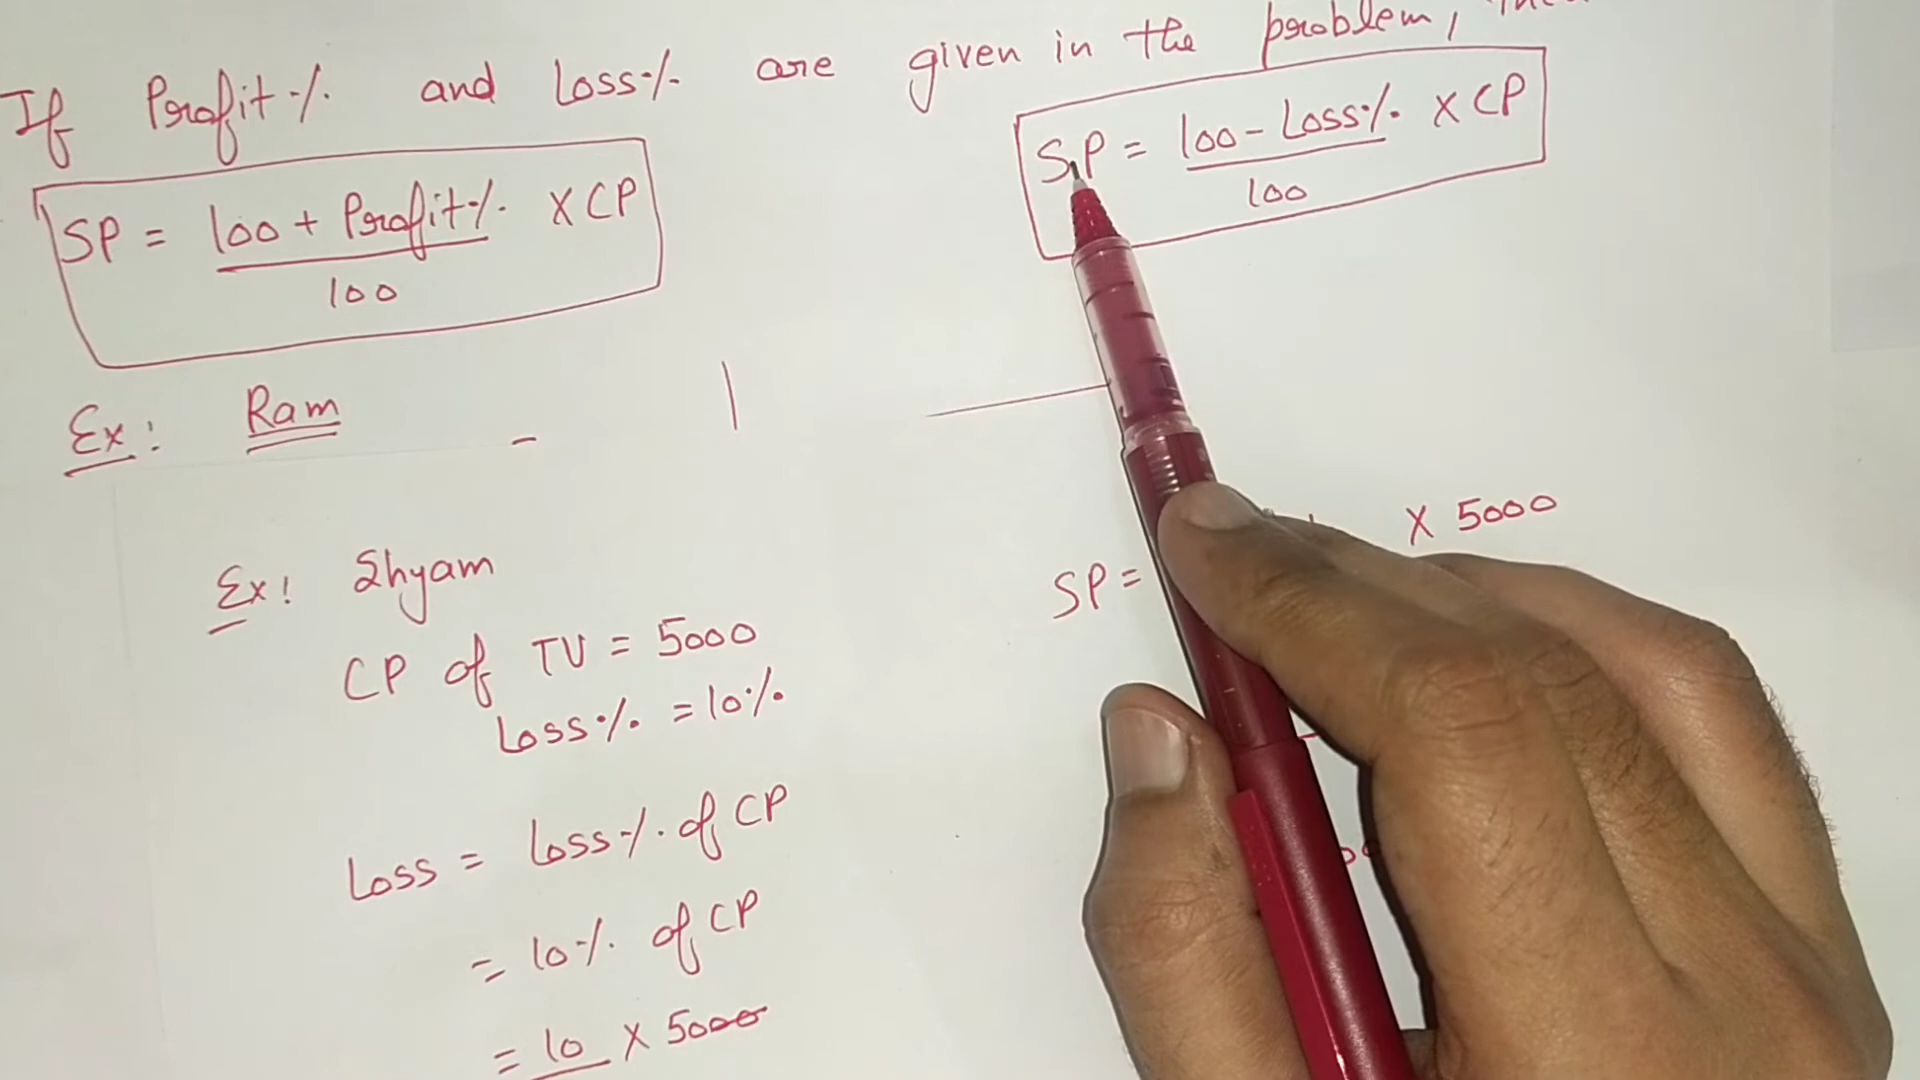 If Profit% and Loss% are given in the problem,
SP = 100 + Profit% X CP
100
SP = 100 - Loss% X CP
100
Ex: Ram
Ex: Shyam
CP of TV = 5000
Loss% = 10%
Loss = Loss% of CP
= 10% of CP
= 10 X 5000
SP =
X 5000